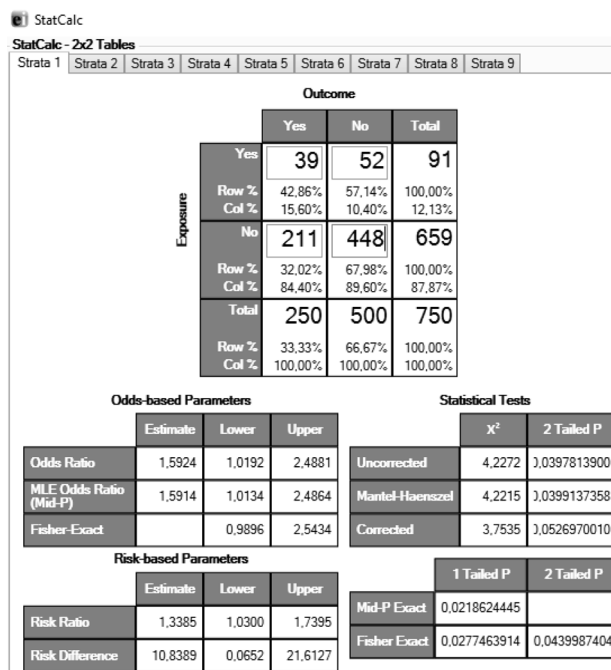 StatCalc
StatCalc - 2x2 Tables
Strata 1 Strata 2 Strata 3 Strata 4 Strata 5 Strata 6 Strata 7 Strata 8 Strata 9
Outcome
Yes No Total
Exposure
Yes 39 52 91
Row % 42,86% 57,14% 100,00%
Col % 15,60% 10,40% 12,13%
No 211 448 659
Row % 32,02% 67,98% 100,00%
Col % 84,40% 89,60% 87,87%
Total 250 500 750
Row % 33,33% 66,67% 100,00%
Col % 100,00% 100,00% 100,00%
Odds-based Parameters
Estimate Lower Upper
Odds Ratio 1,5924 1,0192 2,4881
MLE Odds Ratio
(Mid-P) 1,5914 1,0134 2,4864
Fisher-Exact 0,9896 2,5434
Risk-based Parameters
Estimate Lower Upper
Risk Ratio 1,3385 1,0300 1,7395
Risk Difference 10,8389 0,0652 21,6127
Statistical Tests
X² 2 Tailed P
Uncorrected 4,2272 ,0397813900
Mantel-Haenszel 4,2215 ,0399137358
Corrected 3,7535 ,0526970010
1 Tailed P 2 Tailed P
Mid-P Exact 0,0218624445
Fisher Exact 0,0277463914 0,0439987404